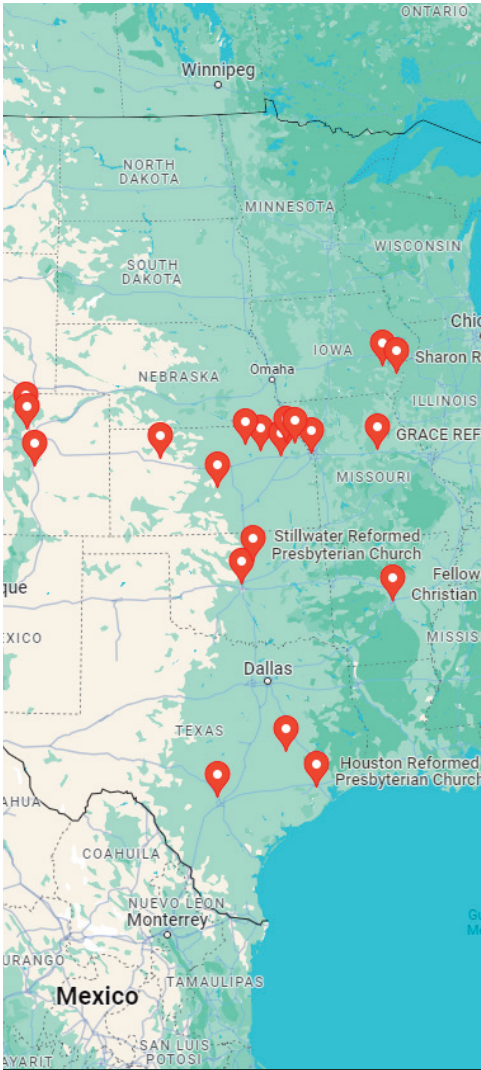 ONTARIO
Winnipeg
NORTH
DAKOTA
MINNESOTA
WISCONSIN
SOUTH
DAKOTA
Chic
IOWA
Sharon R
Omaha
NEBRASKA
ILLINOIS
GRACE REF
MISSOURI
Stillwater Reformed
Presbyterian Church
Fellow
Christian
que
EXICO
MISSIS
Dallas
TEXAS
Houston Reformed
Presbyterian Church
AHUA
COAHUILA
NUEVO LEON
Monterrey
Gu
Me
URANGO
TAMAULIPAS
Mexico
SAN LUIS
POTOSI
AYARIT